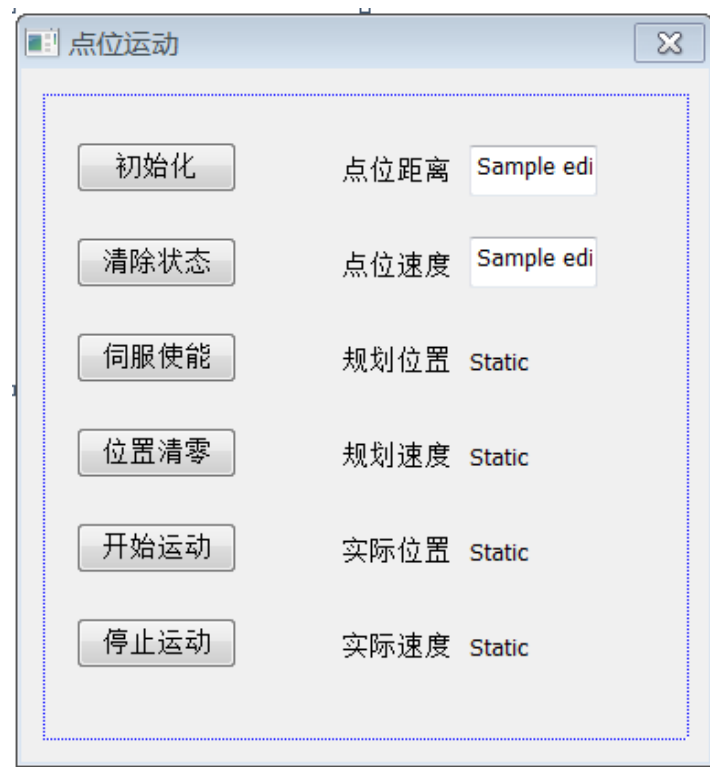 点位运动
初始化 点位距离 Sample edi
清除状态 点位速度 Sample edi
伺服使能 规划位置 Static
位置清零 规划速度 Static
开始运动 实际位置 Static
停止运动 实际速度 Static